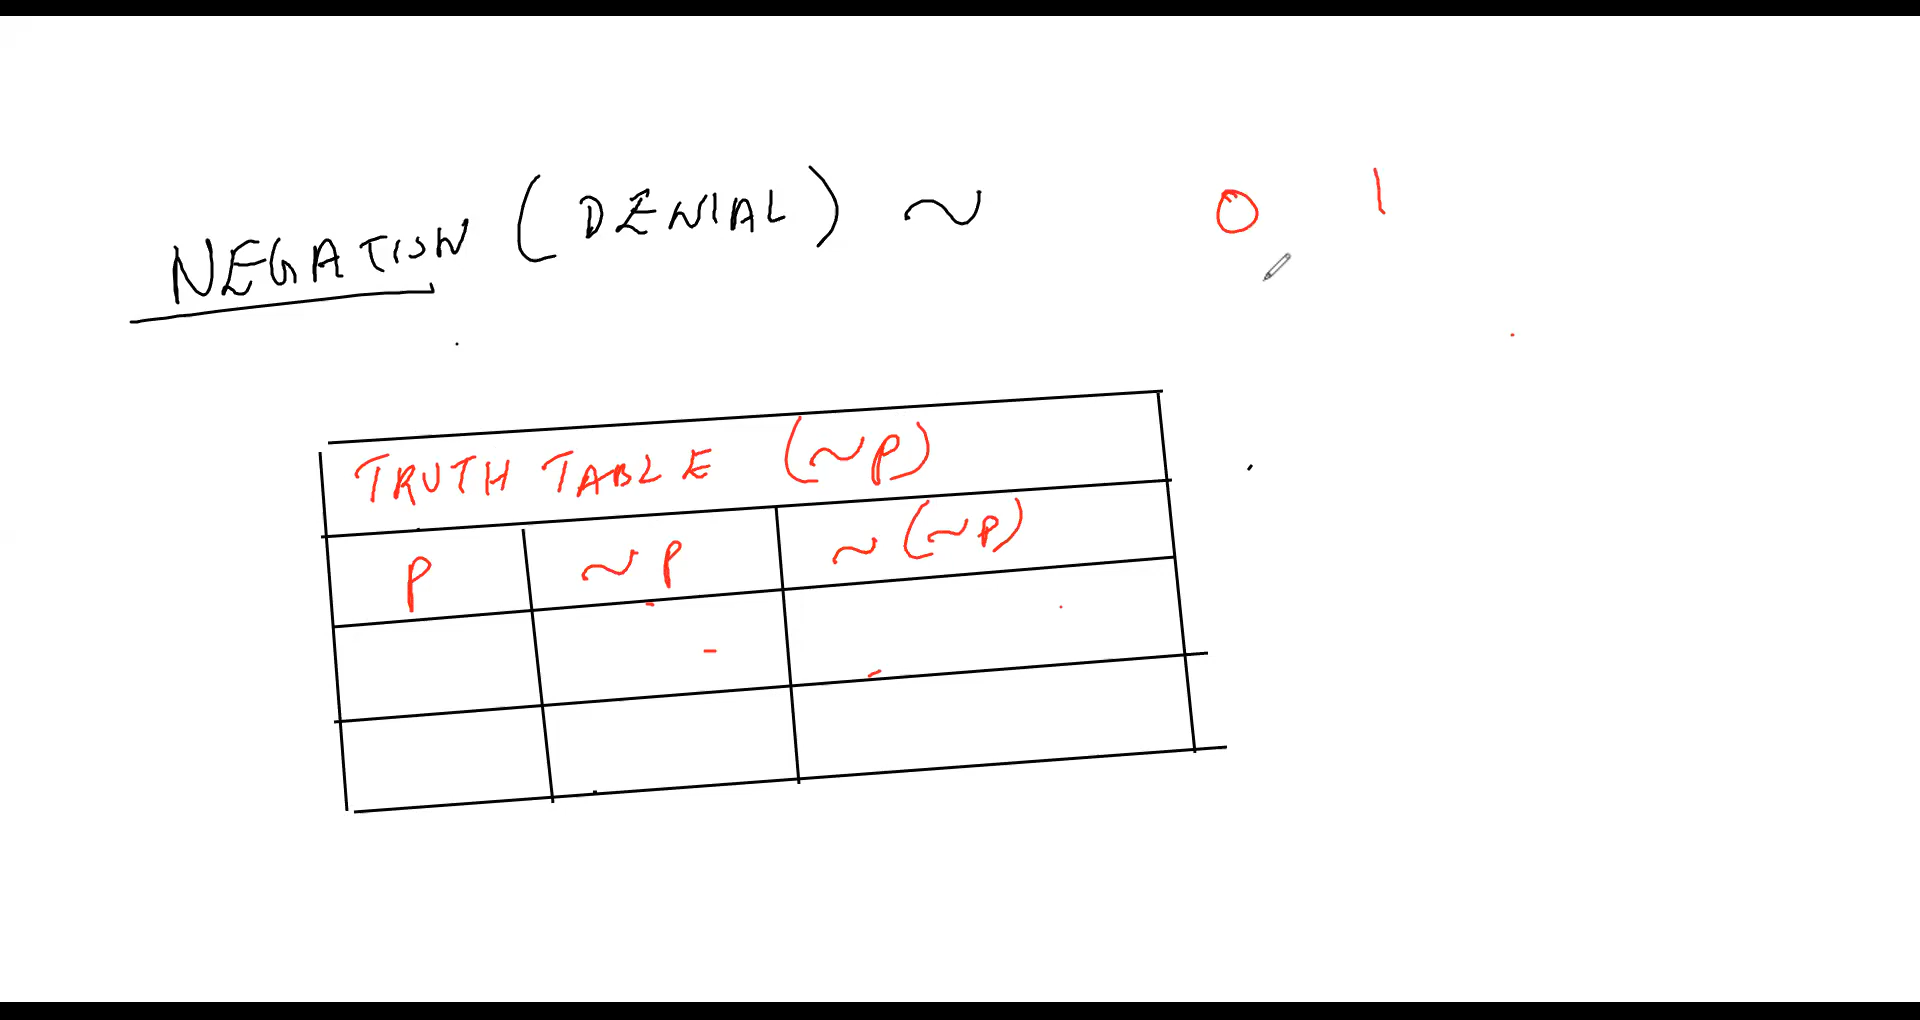 NEGATION (DENIAL) ~ 0 1
TRUTH TABLE (~P)
P ~P ~(~P)